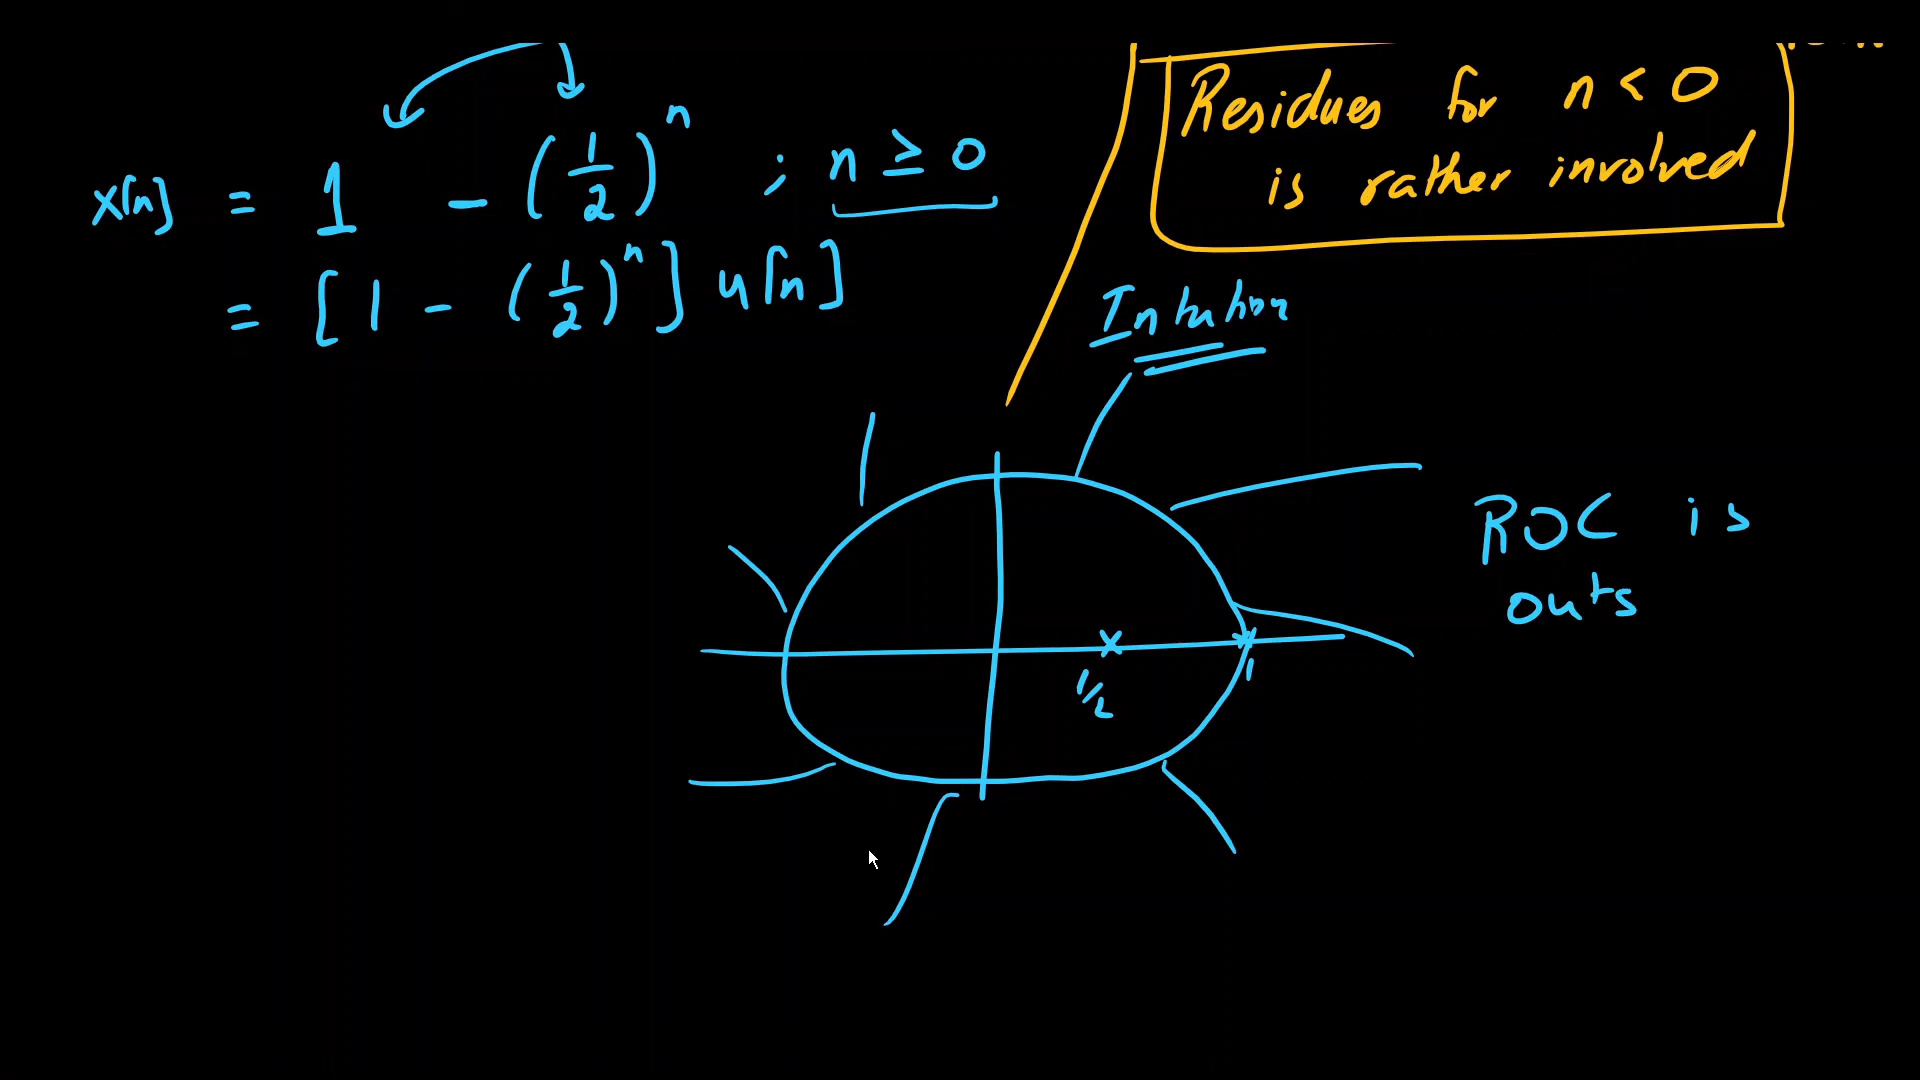 x[n] = 1 - (1/2)^n ; n ≥ 0
= [1 - (1/2)^n] u[n]
Residues for n < 0
is rather involved
Intuition
ROC is
outs
1/2
1